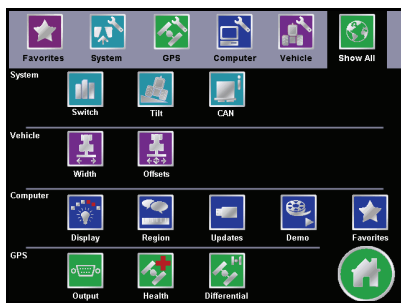 Favorites System GPS Computer Vehicle Show All
System
Switch Tilt CAN
Vehicle
Width Offsets
Computer
Display Region Updates Demo Favorites
GPS
Output Health Differential